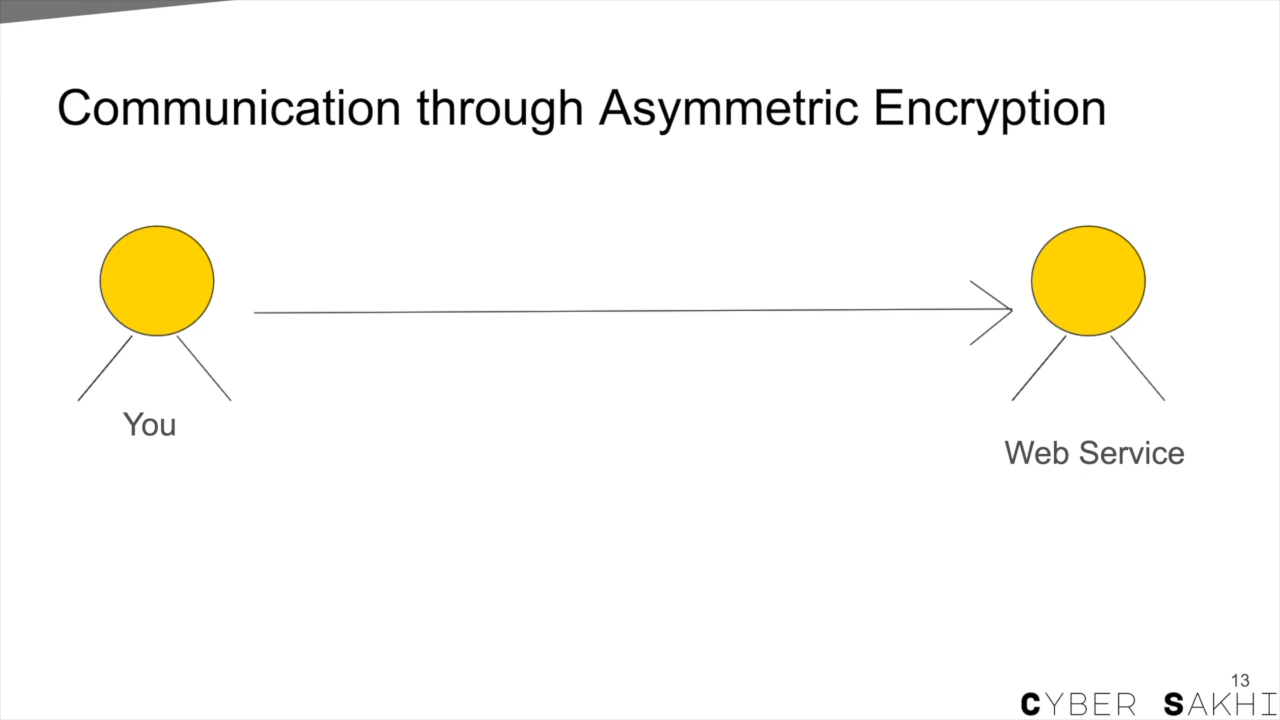 Communication through Asymmetric Encryption
You
Web Service
13
CYBER SAKHI